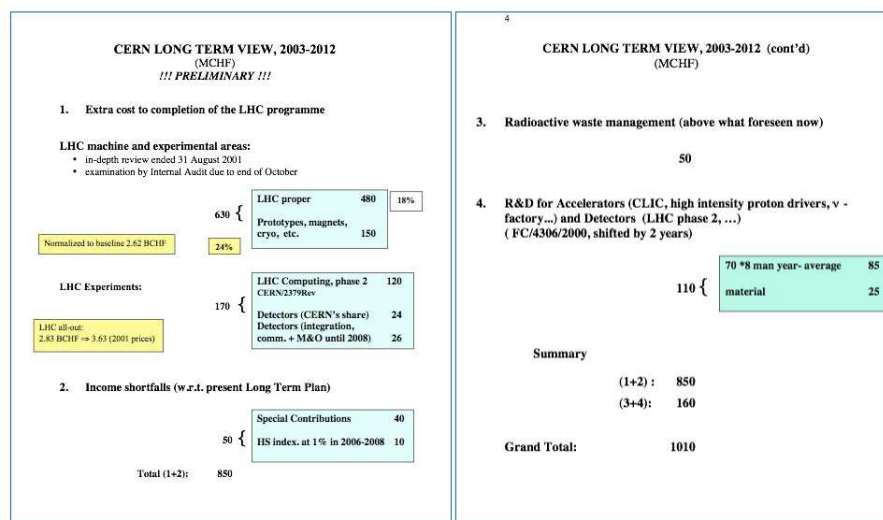 CERN LONG TERM VIEW, 2003-2012
(MCHF)
!!! PRELIMINARY !!!
1. Extra cost to completion of the LHC programme
LHC machine and experimental areas:
• in-depth review ended 31 August 2001
• examination by Internal Audit due to end of October
630 {
LHC proper 480
18%
Prototypes, magnets,
cryo, etc. 150
Normalized to baseline 2.62 BCHF
24%
LHC Experiments:
170 {
LHC Computing, phase 2 120
CERN/2379Rev
Detectors (CERN's share) 24
Detectors (integration,
comm. + M&O until 2008) 26
LHC all-out:
2.83 BCHF ⇒ 3.63 (2001 prices)
2. Income shortfalls (w.r.t. present Long Term Plan)
50 {
Special Contributions 40
HS index. at 1% in 2006-2008 10
Total (1+2): 850
4
CERN LONG TERM VIEW, 2003-2012 (cont'd)
(MCHF)
3. Radioactive waste management (above what foreseen now)
50
4. R&D for Accelerators (CLIC, high intensity proton drivers, ν -
factory...) and Detectors (LHC phase 2, ...)
( FC/4306/2000, shifted by 2 years)
110 {
70 *8 man year- average 85
material 25
Summary
(1+2) : 850
(3+4): 160
Grand Total: 1010